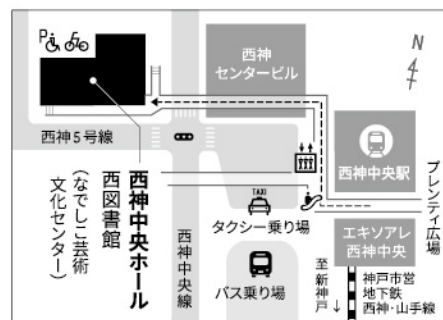 P
西神
センタービル
N
西神5号線
西神中央駅
プレンティ広場
西神中央ホール
西図書館
(なでしこ芸術
文化センター)
TAXI
タクシー乗り場
エキソアレ
西神中央
西神中央線
バス乗り場
至新神戸
↓
神戸市営
地下鉄
西神・山手線